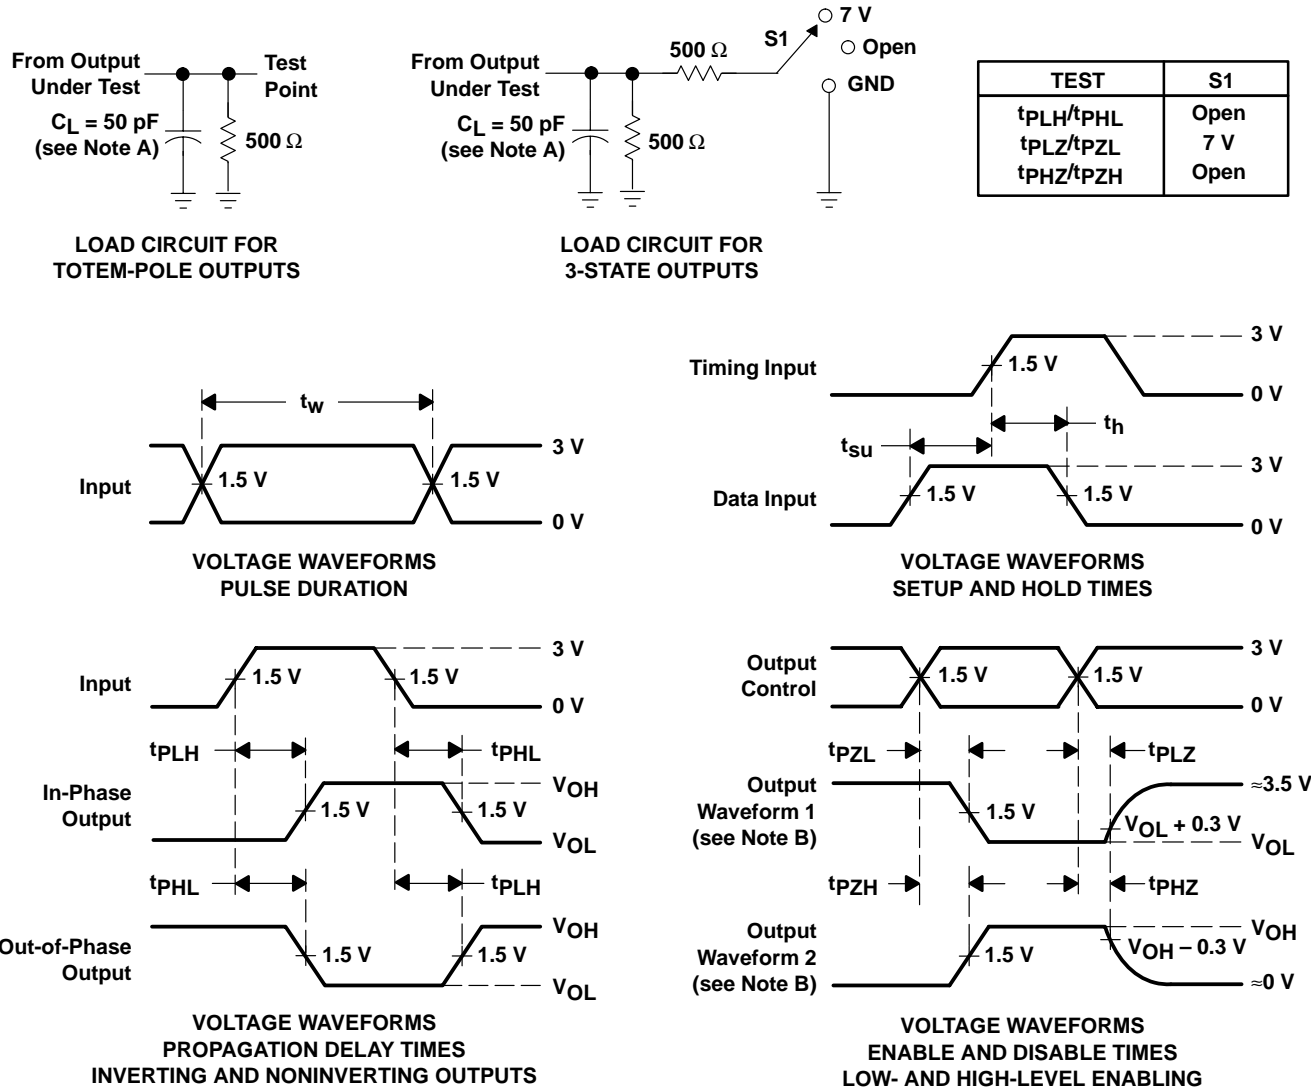 From Output
Under Test
Test
Point
CL = 50 pF
(see Note A)
500 Ω
LOAD CIRCUIT FOR
TOTEM-POLE OUTPUTS
From Output
Under Test
500 Ω
S1
7 V
Open
GND
CL = 50 pF
(see Note A)
500 Ω
LOAD CIRCUIT FOR
3-STATE OUTPUTS
TEST S1
tPLH/tPHL Open
tPLZ/tPZL 7 V
tPHZ/tPZH Open
tw
Input
1.5 V
1.5 V
3 V
0 V
VOLTAGE WAVEFORMS
PULSE DURATION
Timing Input
1.5 V
3 V
0 V
tsu
th
Data Input
1.5 V
1.5 V
3 V
0 V
VOLTAGE WAVEFORMS
SETUP AND HOLD TIMES
Input
1.5 V
1.5 V
3 V
0 V
tPLH
tPHL
In-Phase
Output
1.5 V
1.5 V
VOH
VOL
tPHL
tPLH
Out-of-Phase
Output
1.5 V
1.5 V
VOH
VOL
VOLTAGE WAVEFORMS
PROPAGATION DELAY TIMES
INVERTING AND NONINVERTING OUTPUTS
Output
Control
1.5 V
1.5 V
3 V
0 V
tPZL
tPLZ
Output
Waveform 1
(see Note B)
1.5 V
≈3.5 V
VOL + 0.3 V
VOL
tPZH
tPHZ
Output
Waveform 2
(see Note B)
1.5 V
VOH
VOH − 0.3 V
≈0 V
VOLTAGE WAVEFORMS
ENABLE AND DISABLE TIMES
LOW- AND HIGH-LEVEL ENABLING